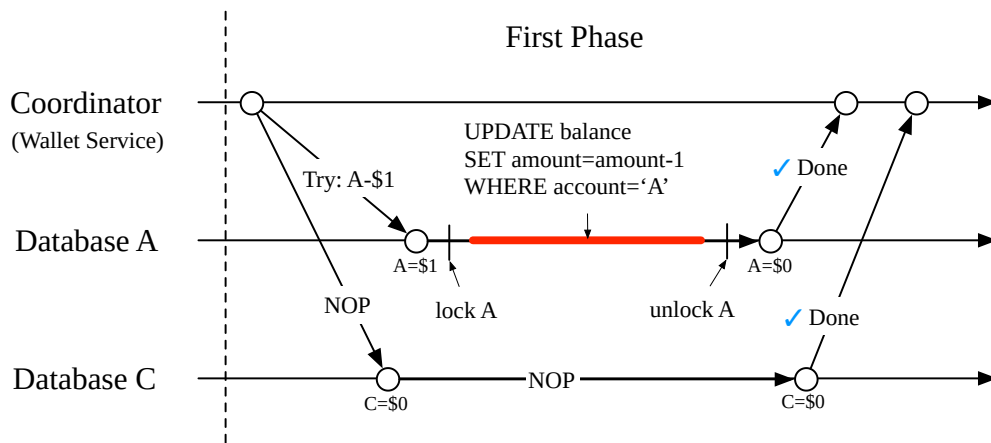 First Phase
Coordinator
(Wallet Service)
UPDATE balance
SET amount=amount-1
WHERE account=‘A’
Try: A-$1
✓ Done
Database A
A=$1
A=$0
lock A
unlock A
NOP
✓ Done
Database C
NOP
C=$0
C=$0